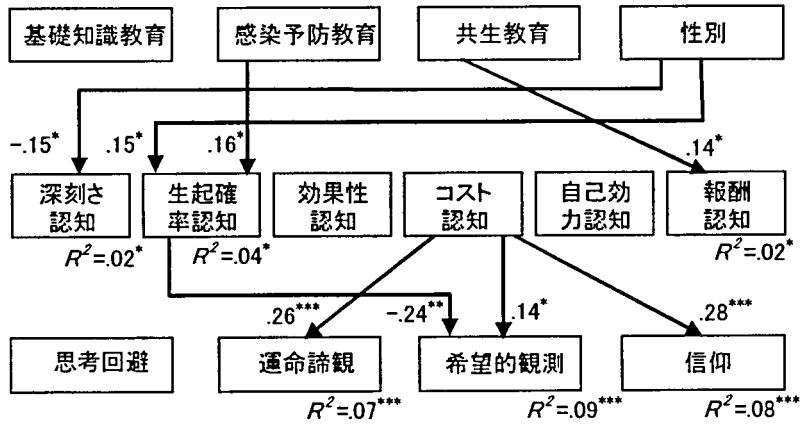 基礎知識教育 感染予防教育 共生教育 性別
-.15* .15* .16* .14*
深刻さ 生起確 効果性 コスト 自己効 報酬
認知 率認知 認知 認知 力認知 認知
R²=.02* R²=.04* R²=.02*
.26*** -.24** .14* .28***
思考回避 運命諦観 希望的観測 信仰
R²=.07*** R²=.09*** R²=.08***